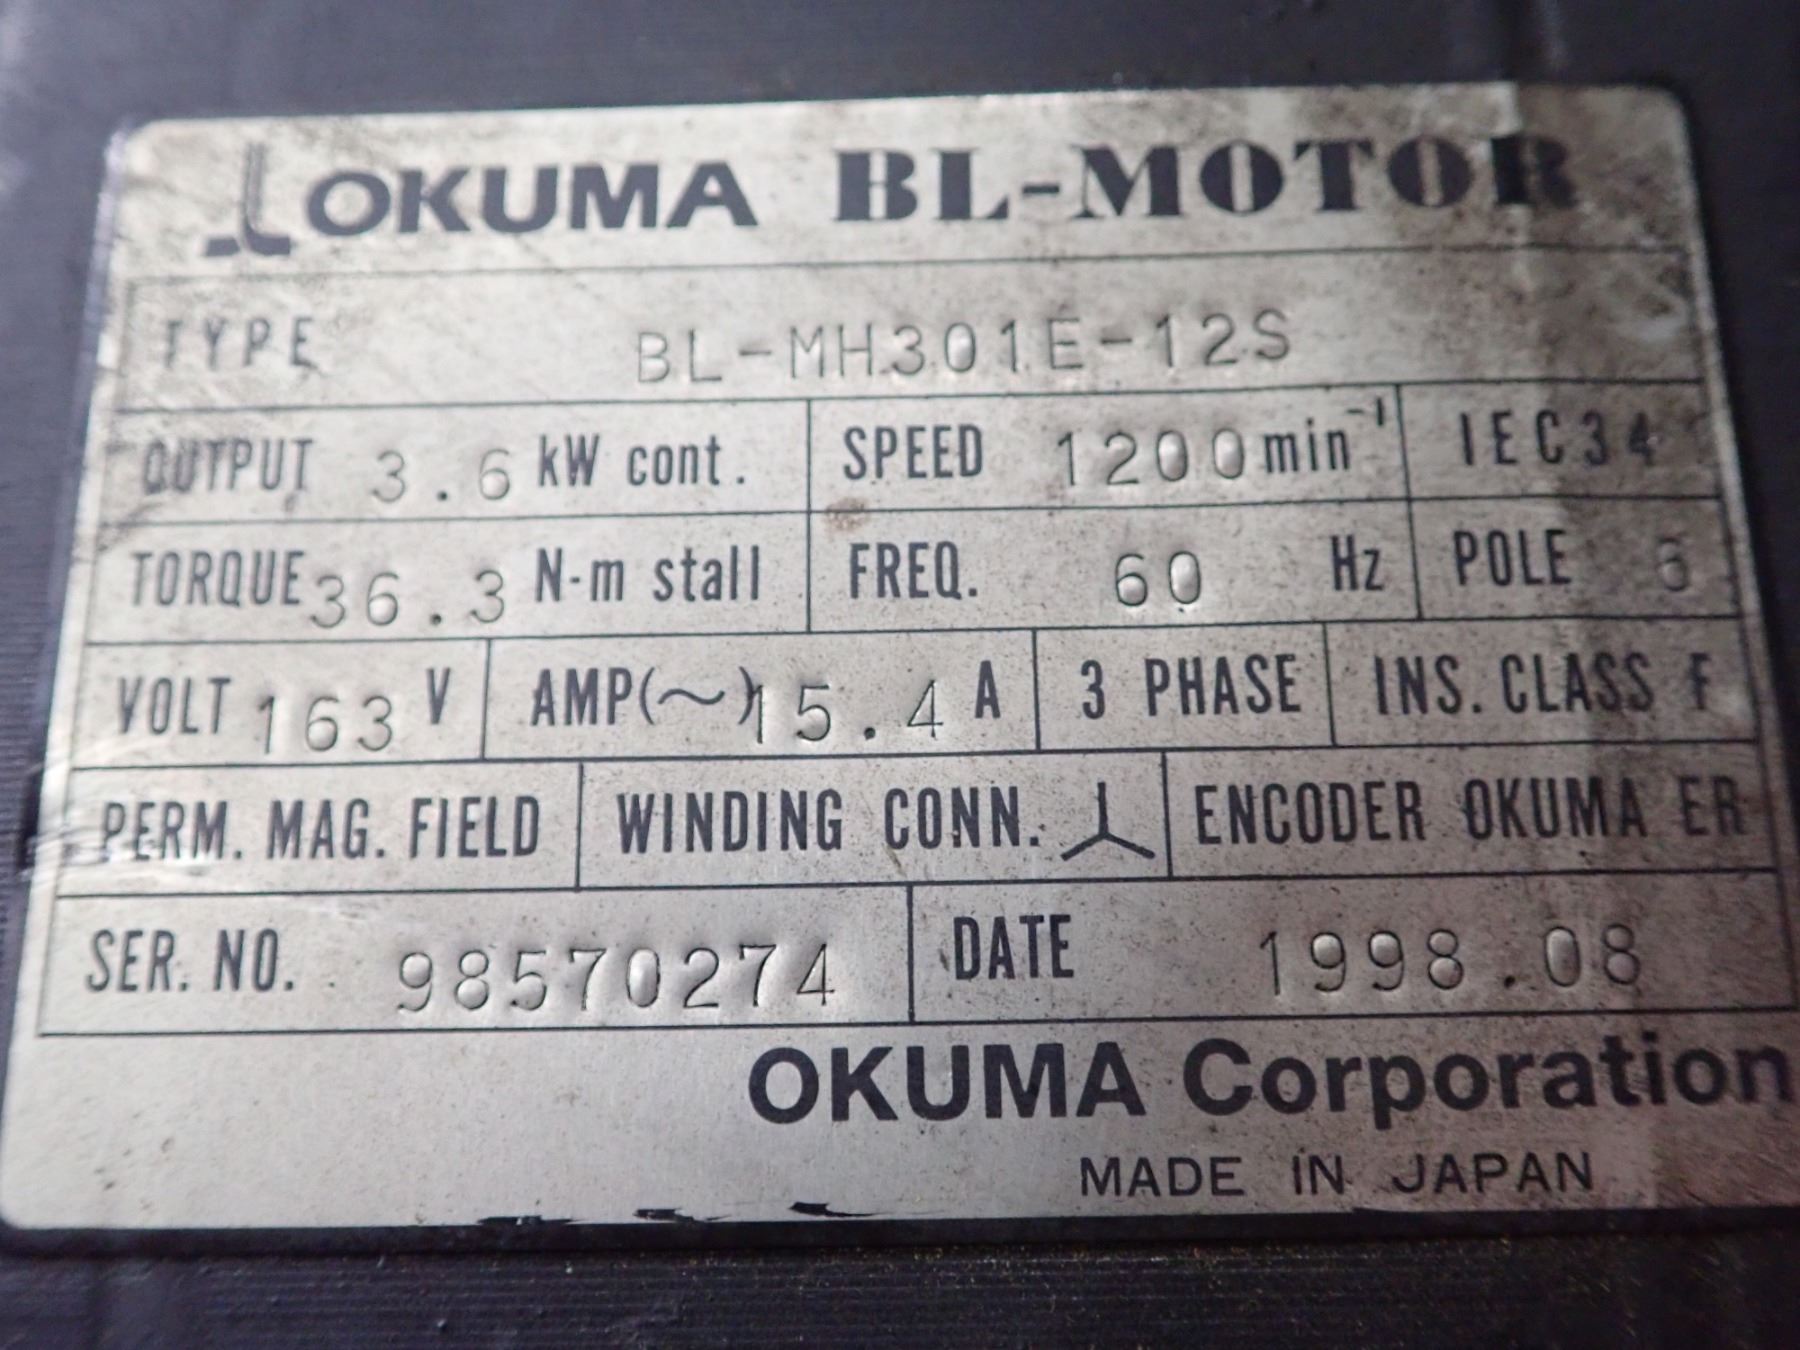 OKUMA BL-MOTOR
TYPE BL-MH301E-12S
OUTPUT 3.6 kW cont. SPEED 1200 min⁻¹ IEC34
TORQUE 36.3 N-m stall FREQ. 60 Hz POLE 6
VOLT 163 V AMP(~) 15.4 A 3 PHASE INS. CLASS F
PERM. MAG. FIELD WINDING CONN. ENCODER OKUMA ER
SER. NO. 98570274 DATE 1998.08
OKUMA Corporation
MADE IN JAPAN